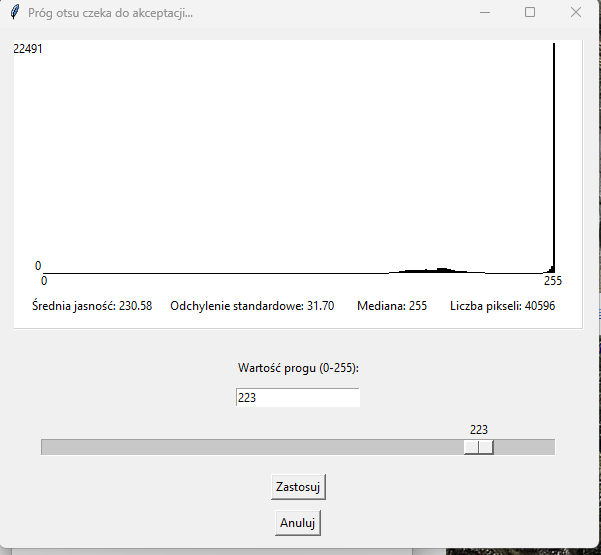 Próg otsu czeka do akceptacji...
22491
0
0 255
Średnia jasność: 230.58 Odchylenie standardowe: 31.70 Mediana: 255 Liczba pikseli: 40596
Wartość progu (0-255):
223
223
Zastosuj
Anuluj